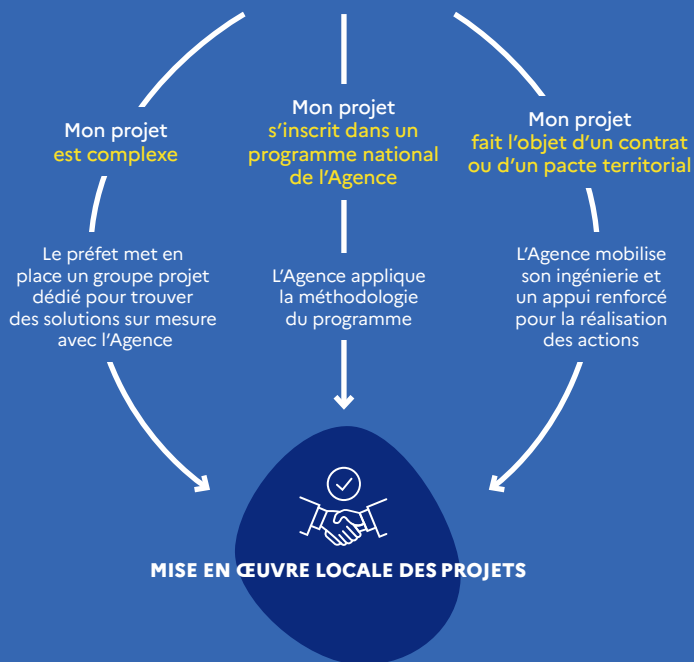 Mon projet
est complexe
Le préfet met en
place un groupe projet
dédié pour trouver
des solutions sur mesure
avec l'Agence
Mon projet
s'inscrit dans un
programme national
de l'Agence
L'Agence applique
la méthodologie
du programme
Mon projet
fait l'objet d'un contrat
ou d'un pacte territorial
L'Agence mobilise
son ingénierie et
un appui renforcé
pour la réalisation
des actions
MISE EN ŒUVRE LOCALE DES PROJETS